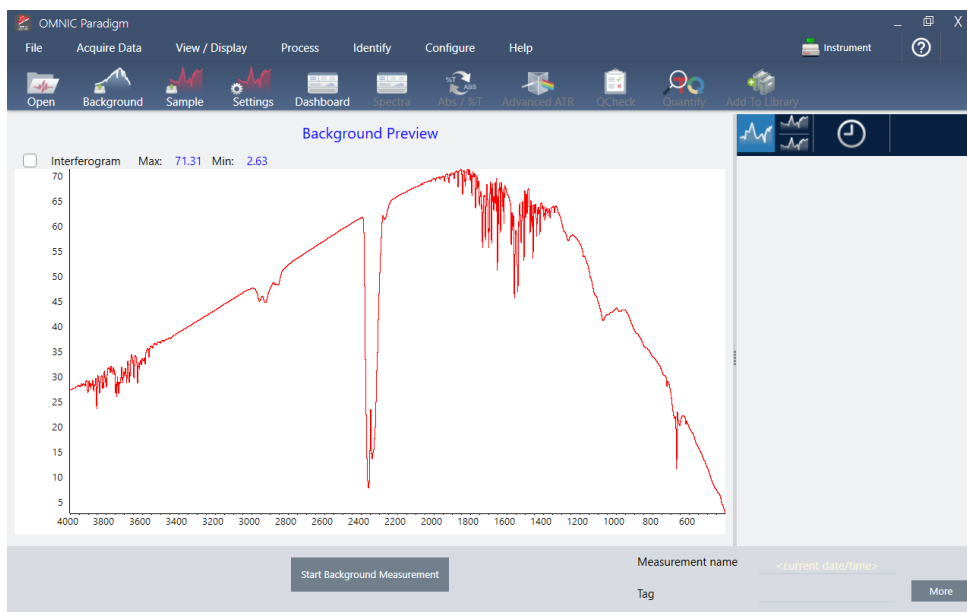 OMNIC Paradigm
File Acquire Data View / Display Process Identify Configure Help Instrument
Open Background Sample Settings Dashboard Spectra Abs / %T Advanced ATR QCheck Quantify Add To Library
%T ABS
Background Preview
Interferogram Max: 71.31 Min: 2.63
70
65
60
55
50
45
40
35
30
25
20
15
10
5
4000 3800 3600 3400 3200 3000 2800 2600 2400 2200 2000 1800 1600 1400 1200 1000 800 600
Start Background Measurement
Measurement name <current date/time>
Tag
More